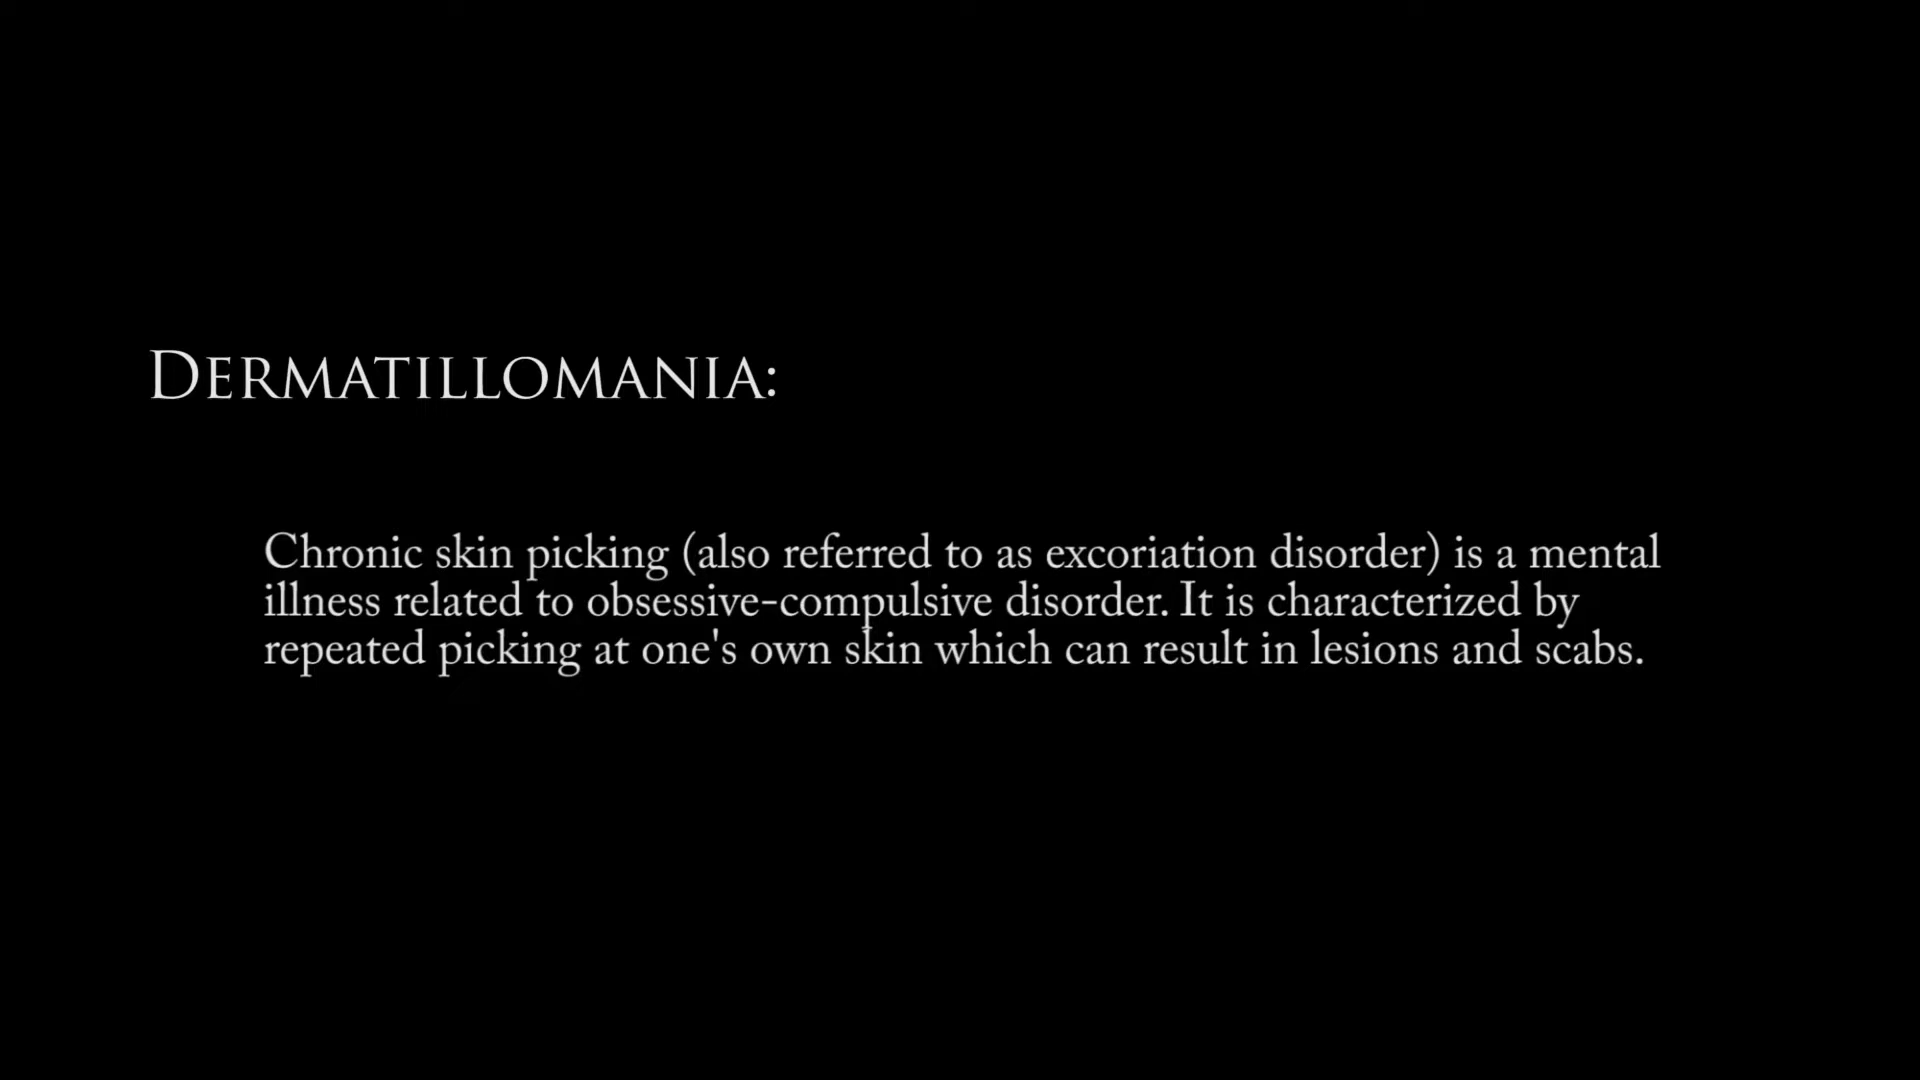 DERMATILLOMANIA:
Chronic skin picking (also referred to as excoriation disorder) is a mental
illness related to obsessive-compulsive disorder. It is characterized by
repeated picking at one's own skin which can result in lesions and scabs.